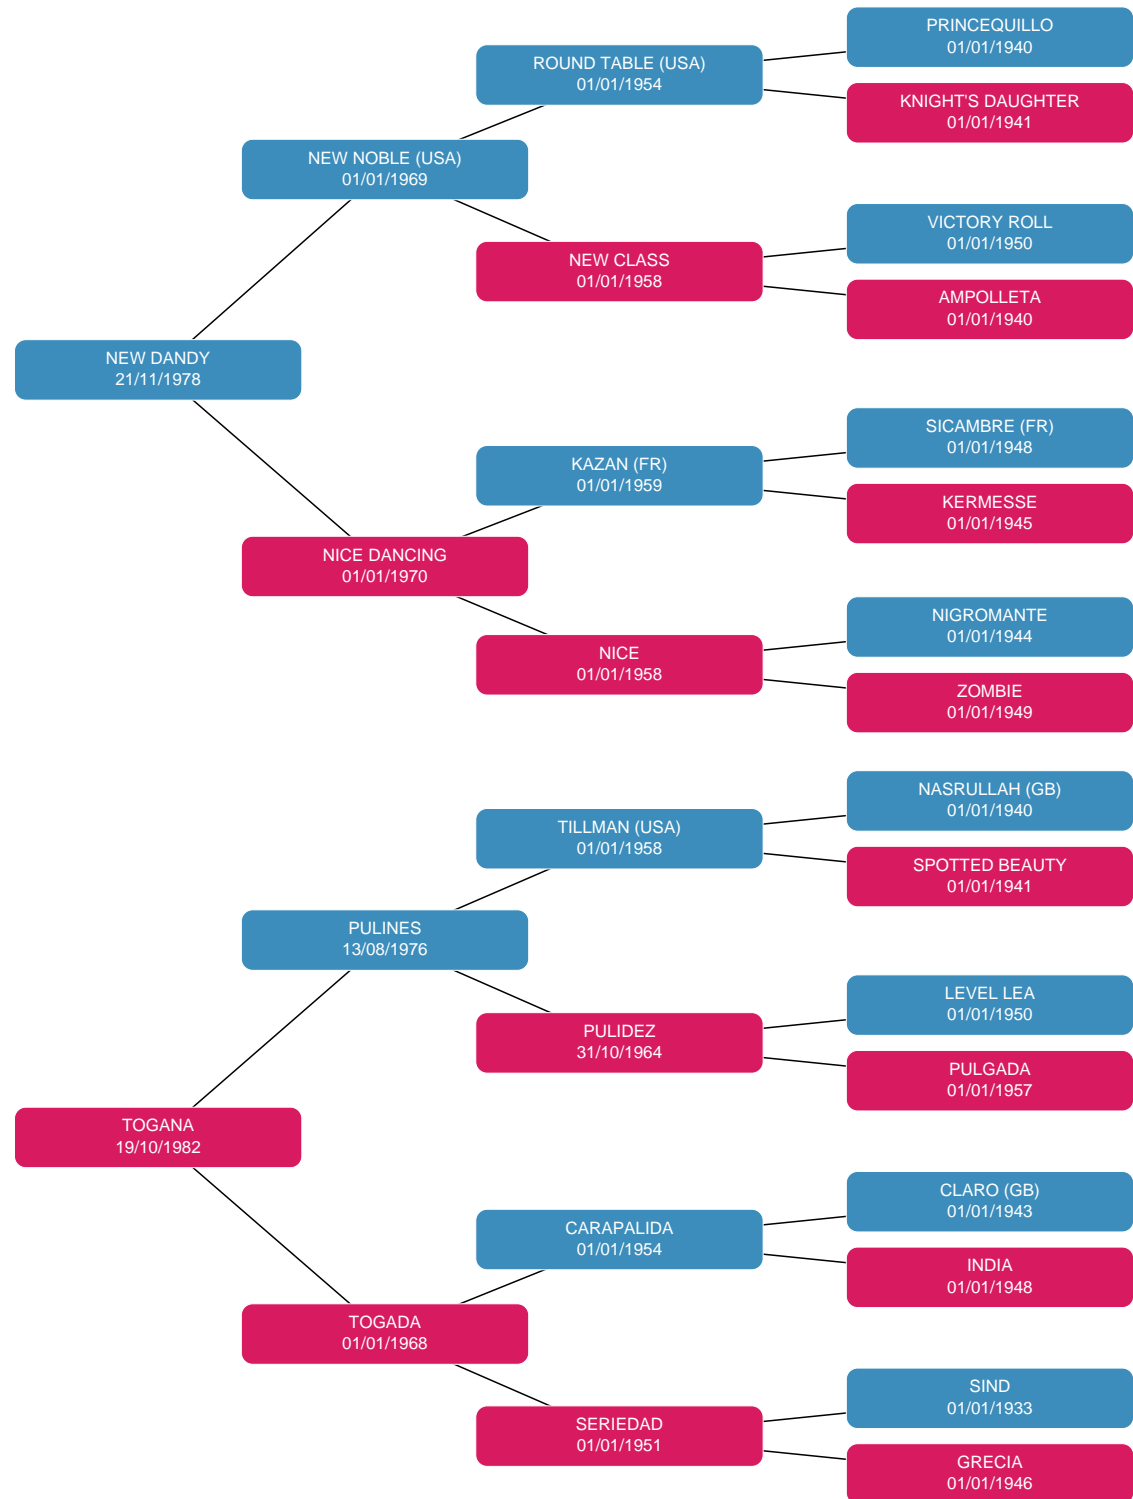 PRINCEQUILLO
01/01/1940
ROUND TABLE (USA)
01/01/1954
KNIGHT'S DAUGHTER
01/01/1941
NEW NOBLE (USA)
01/01/1969
VICTORY ROLL
01/01/1950
NEW CLASS
01/01/1958
AMPOLLETA
01/01/1940
NEW DANDY
21/11/1978
SICAMBRE (FR)
01/01/1948
KAZAN (FR)
01/01/1959
KERMESSE
01/01/1945
NICE DANCING
01/01/1970
NIGROMANTE
01/01/1944
NICE
01/01/1958
ZOMBIE
01/01/1949
NASRULLAH (GB)
01/01/1940
TILLMAN (USA)
01/01/1958
SPOTTED BEAUTY
01/01/1941
PULINES
13/08/1976
LEVEL LEA
01/01/1950
PULIDEZ
31/10/1964
PULGADA
01/01/1957
TOGANA
19/10/1982
CLARO (GB)
01/01/1943
CARAPALIDA
01/01/1954
INDIA
01/01/1948
TOGADA
01/01/1968
SIND
01/01/1933
SERIEDAD
01/01/1951
GRECIA
01/01/1946